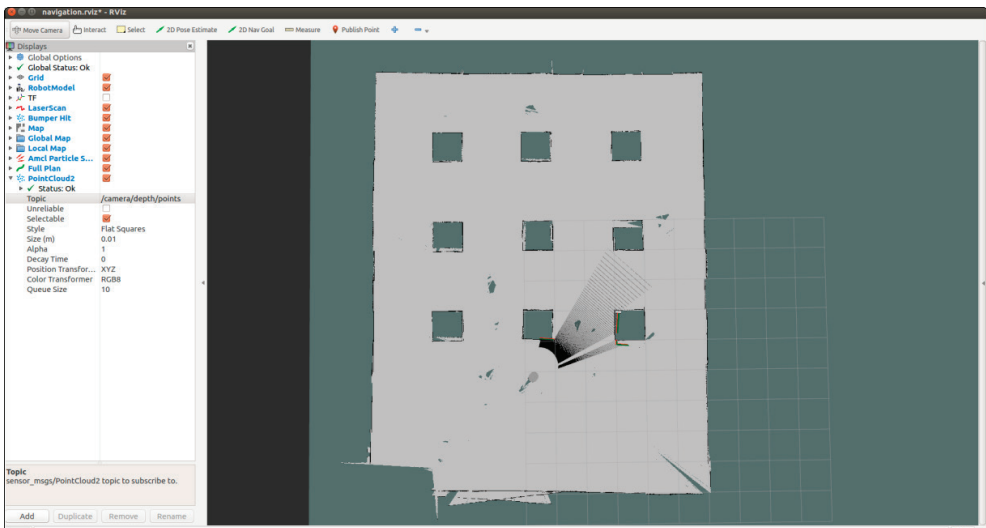 navigation.rviz* - RViz
Move Camera Interact Select 2D Pose Estimate 2D Nav Goal Measure Publish Point
Displays
Global Options
Global Status: Ok
Grid
RobotModel
TF
LaserScan
Bumper Hit
Map
Global Map
Local Map
Amcl Particle S...
Full Plan
PointCloud2
Status: Ok
Topic /camera/depth/points
Unreliable
Selectable
Style Flat Squares
Size (m) 0.01
Alpha 1
Decay Time 0
Position Transfor... XYZ
Color Transformer RGB8
Queue Size 10
Topic
sensor_msgs/PointCloud2 topic to subscribe to.
Add Duplicate Remove Rename